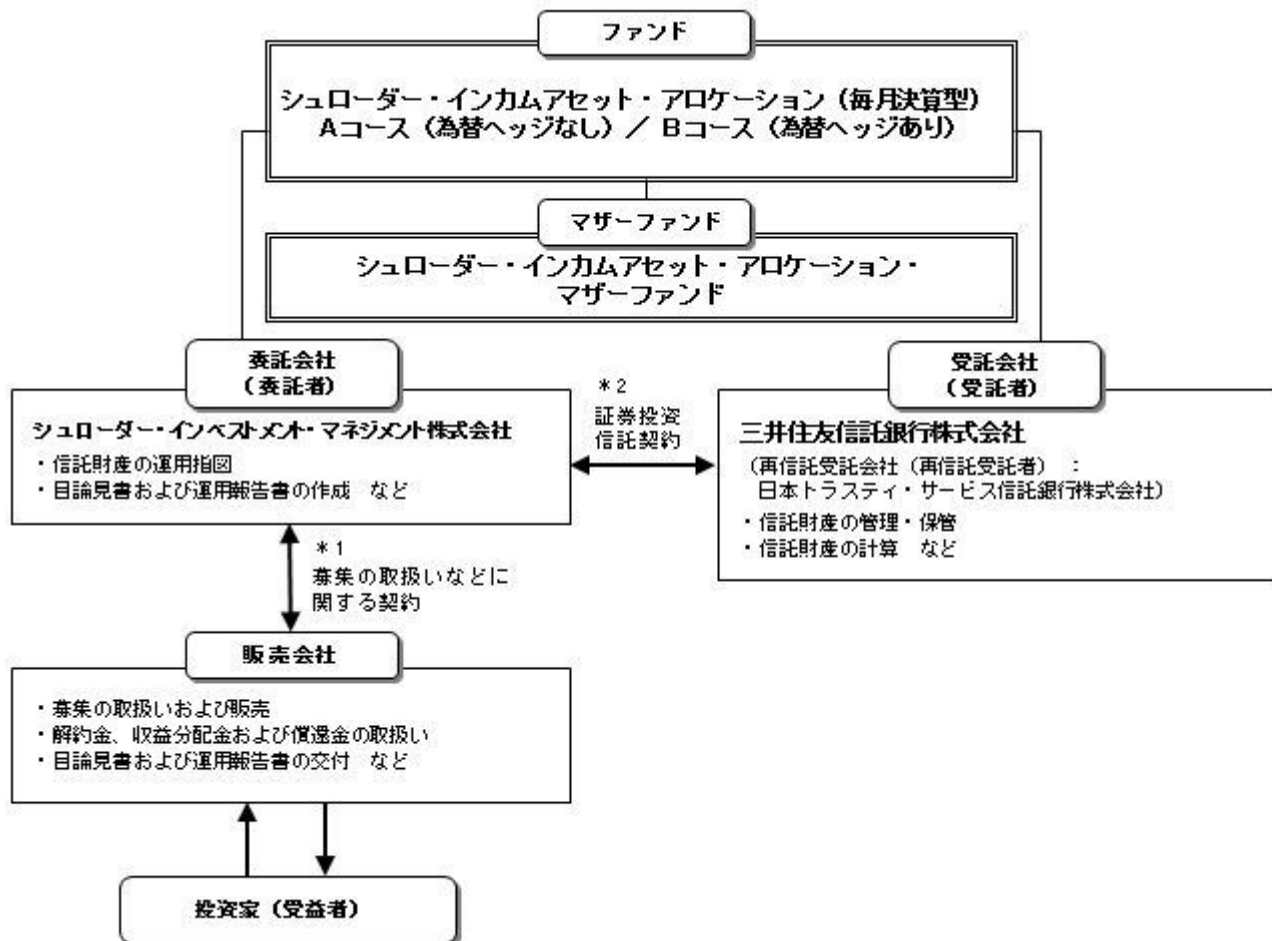 ファンド
シュローダー・インカムアセット・アロケーション（毎月決算型）
Aコース（為替ヘッジなし）／ Bコース（為替ヘッジあり）
マザーファンド
シュローダー・インカムアセット・アロケーション・
マザーファンド
委託会社
（委託者）
シュローダー・インベストメント・マネジメント株式会社
・信託財産の運用指図
・目論見書および運用報告書の作成 など
＊2
証券投資
信託契約
受託会社
（受託者）
三井住友信託銀行株式会社
（再信託受託会社（再信託受託者）：
日本トラスティ・サービス信託銀行株式会社）
・信託財産の管理・保管
・信託財産の計算 など
＊1
募集の取扱いなどに
関する契約
販売会社
・募集の取扱いおよび販売
・解約金、収益分配金および償還金の取扱い
・目論見書および運用報告書の交付 など
投資家（受益者）